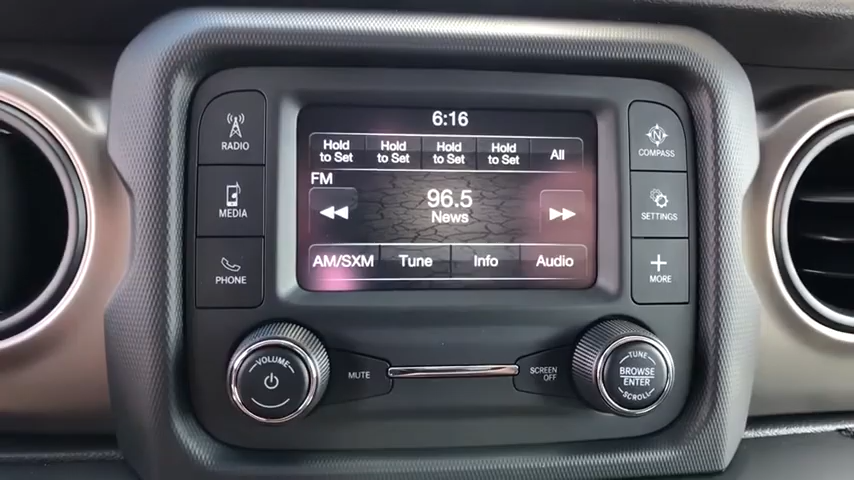 6:16
Hold
to Set
Hold
to Set
Hold
to Set
Hold
to Set
All
FM
96.5
News
AM/SXM
Tune
Info
Audio
RADIO
MEDIA
PHONE
COMPASS
SETTINGS
MORE
VOLUME
MUTE
SCREEN
OFF
TUNE
BROWSE
ENTER
SCROLL